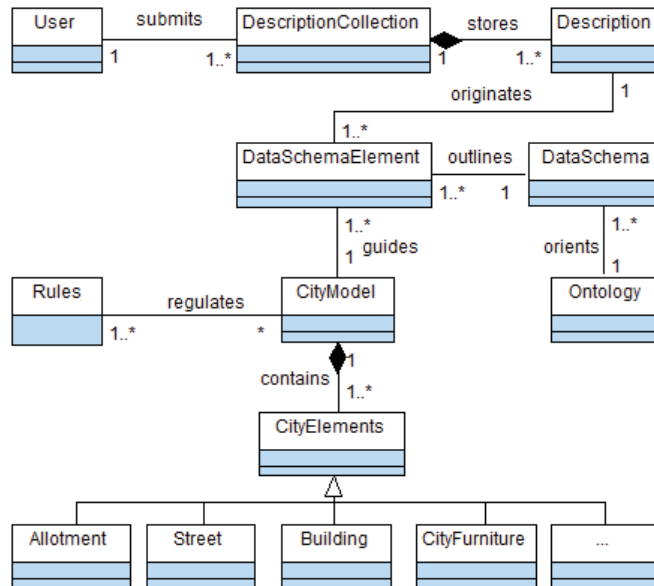 User
submits
DescriptionCollection
stores
Description
1
1..*
1
1..*
originates
1
1..*
DataSchemaElement
outlines
DataSchema
1..*
1
1..*
1..*
guides
orients
1
1
Rules
regulates
CityModel
Ontology
1..*
*
1
contains
1..*
CityElements
Allotment
Street
Building
CityFurniture
...